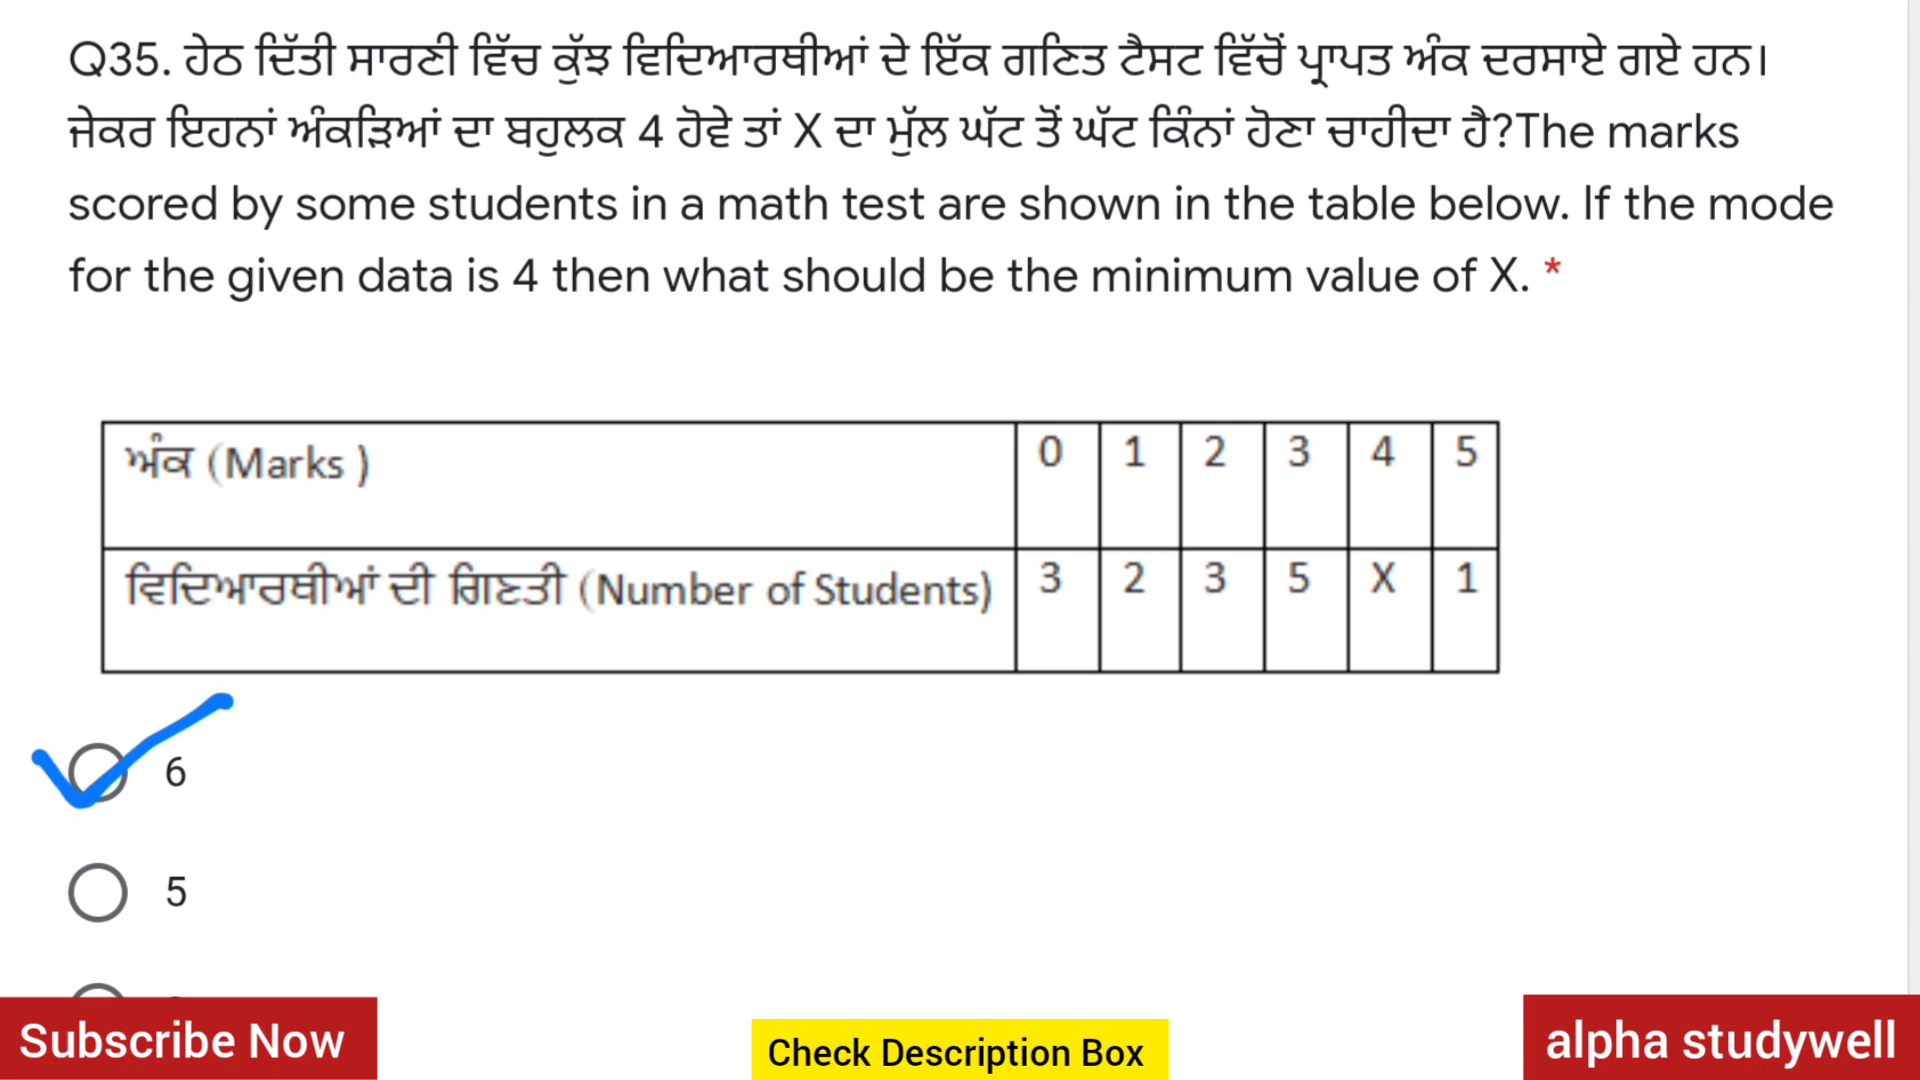 Q35. ਹੇਠ ਦਿੱਤੀ ਸਾਰਣੀ ਵਿੱਚ ਕੁੱਝ ਵਿਦਿਆਰਥੀਆਂ ਦੇ ਇੱਕ ਗਣਿਤ ਟੈਸਟ ਵਿੱਚੋਂ ਪ੍ਰਾਪਤ ਅੰਕ ਦਰਸਾਏ ਗਏ ਹਨ।
ਜੇਕਰ ਇਹਨਾਂ ਅੰਕੜਿਆਂ ਦਾ ਬਹੁਲਕ 4 ਹੋਵੇ ਤਾਂ X ਦਾ ਮੁੱਲ ਘੱਟ ਤੋਂ ਘੱਟ ਕਿੰਨਾਂ ਹੋਣਾ ਚਾਹੀਦਾ ਹੈ?The marks
scored by some students in a math test are shown in the table below. If the mode
for the given data is 4 then what should be the minimum value of X. *
ਅੰਕ (Marks ) 0 1 2 3 4 5
ਵਿਦਿਆਰਥੀਆਂ ਦੀ ਗਿਣਤੀ (Number of Students) 3 2 3 5 X 1
6
5
Subscribe Now
Check Description Box
alpha studywell